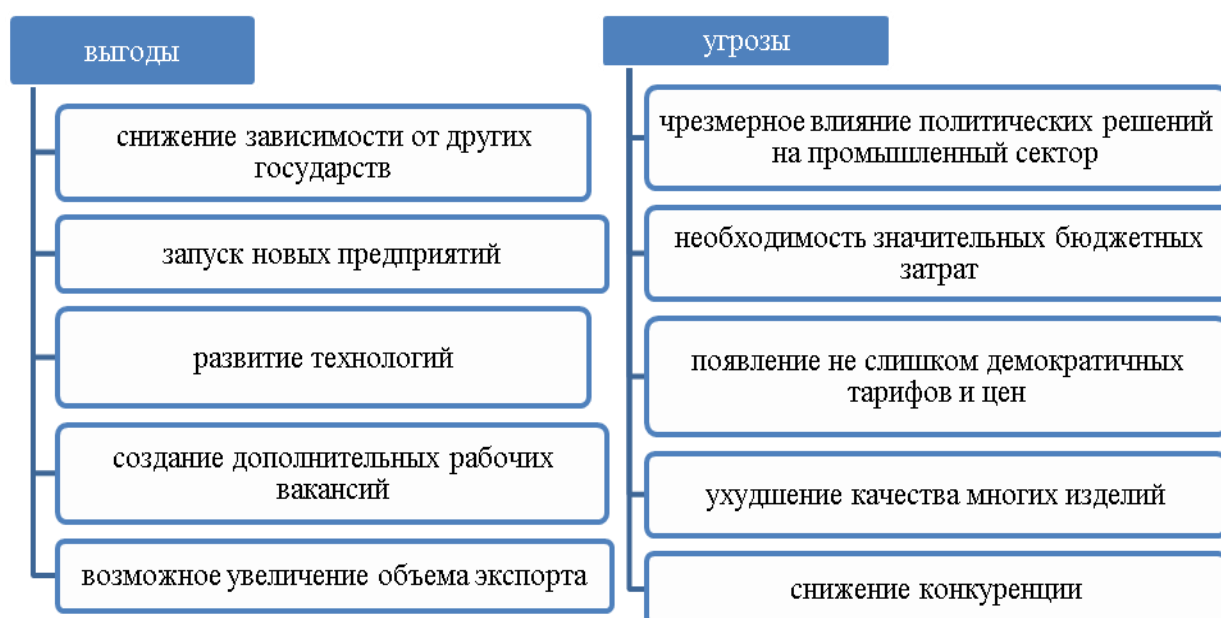 выгоды
снижение зависимости от других
государств
запуск новых предприятий
развитие технологий
создание дополнительных рабочих
вакансий
возможное увеличение объема экспорта
угрозы
чрезмерное влияние политических решений
на промышленный сектор
необходимость значительных бюджетных
затрат
появление не слишком демократичных
тарифов и цен
ухудшение качества многих изделий
снижение конкуренции